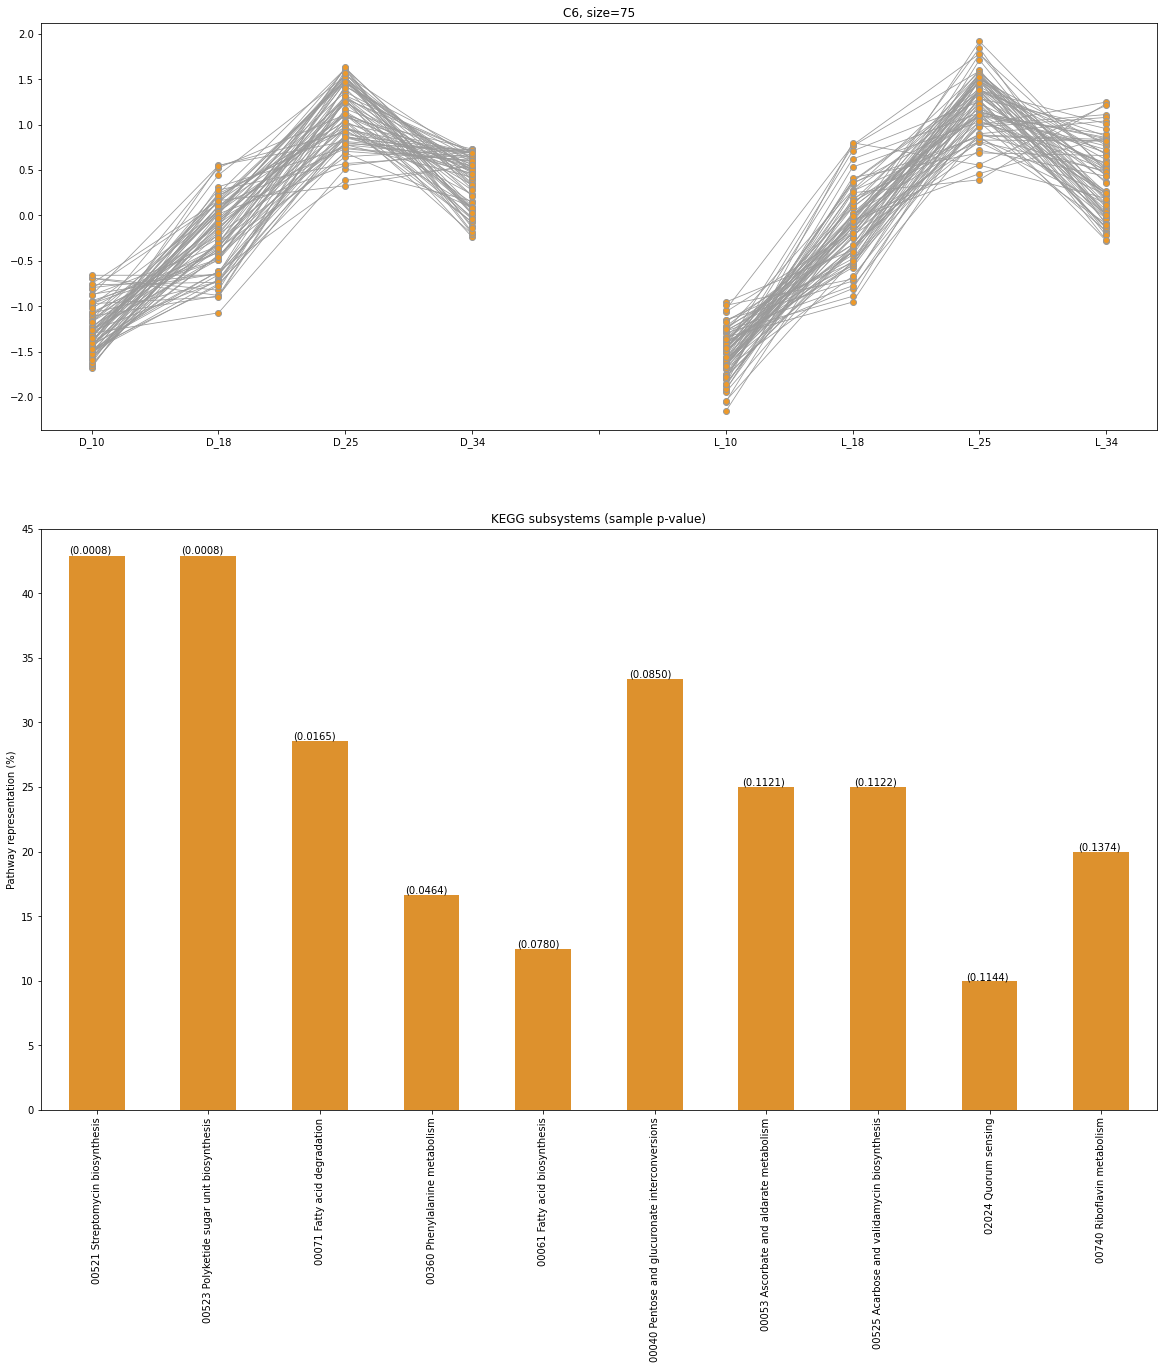 C6, size=75
2.0
1.5
1.0
0.5
0.0
−0.5
−1.0
−1.5
−2.0
D_10 D_18 D_25 D_34 L_10 L_18 L_25 L_34
KEGG subsystems (sample p-value)
Pathway representation (%)
45
40
35
30
25
20
15
10
5
0
(0.0008) (0.0008) (0.0165) (0.0464) (0.0780) (0.0850) (0.1121) (0.1122) (0.1144) (0.1374)
00521 Streptomycin biosynthesis
00523 Polyketide sugar unit biosynthesis
00071 Fatty acid degradation
00360 Phenylalanine metabolism
00061 Fatty acid biosynthesis
00040 Pentose and glucuronate interconversions
00053 Ascorbate and aldarate metabolism
00525 Acarbose and validamycin biosynthesis
02024 Quorum sensing
00740 Riboflavin metabolism